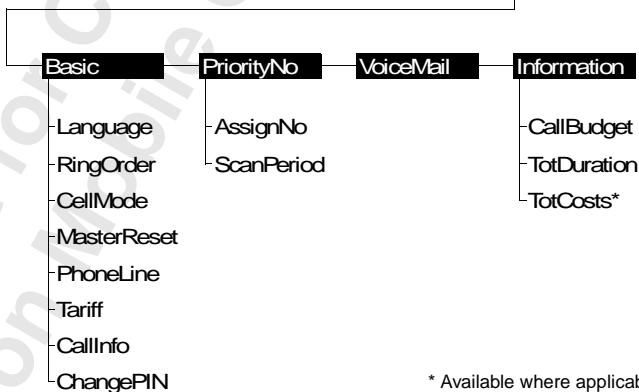 Basic PriorityNo VoiceMail Information
Language AssignNo CallBudget
RingOrder ScanPeriod TotDuration
CellMode TotCosts*
MasterReset
PhoneLine
Tariff
CallInfo
ChangePIN
* Available where